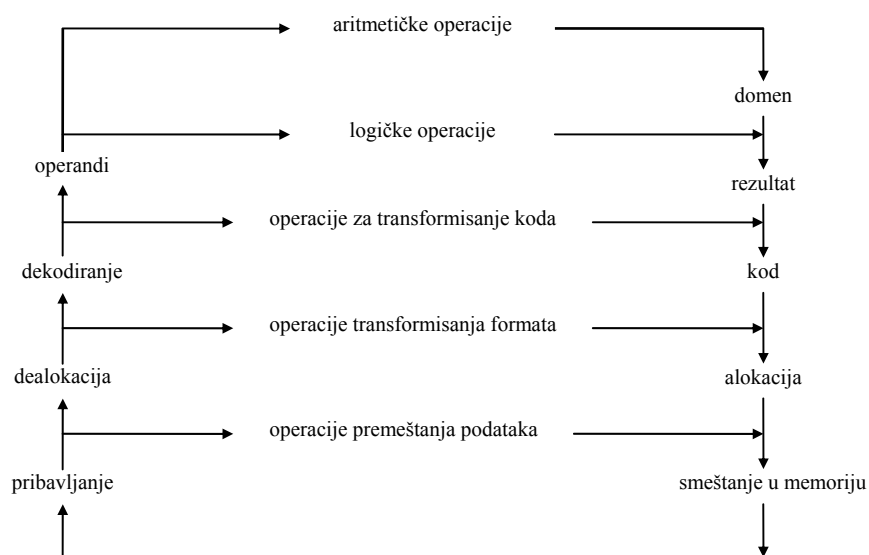 aritmetičke operacije
domen
logičke operacije
operandi
rezultat
operacije za transformisanje koda
dekodiranje
kod
operacije transformisanja formata
dealokacija
alokacija
operacije premeštanja podataka
pribavljanje
smeštanje u memoriju